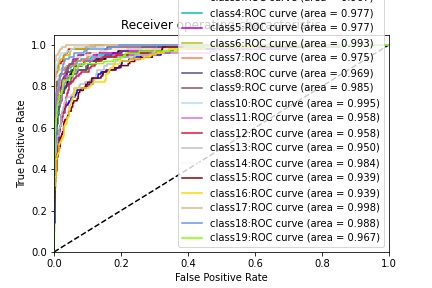 class4:ROC curve (area = 0.977)
Receiver
class5:ROC curve (area = 0.977)
class6:ROC curve (area = 0.993)
class7:ROC curve (area = 0.975)
class8:ROC curve (area = 0.969)
class9:ROC curve (area = 0.985)
class10:ROC curve (area = 0.995)
class11:ROC curve (area = 0.958)
class12:ROC curve (area = 0.958)
class13:ROC curve (area = 0.950)
class14:ROC curve (area = 0.984)
class15:ROC curve (area = 0.939)
class16:ROC curve (area = 0.939)
class17:ROC curve (area = 0.998)
class18:ROC curve (area = 0.988)
class19:ROC curve (area = 0.967)
True Positive Rate
1.0
0.8
0.6
0.4
0.2
0.0
0.0 0.2 0.4 0.6 0.8 1.0
False Positive Rate